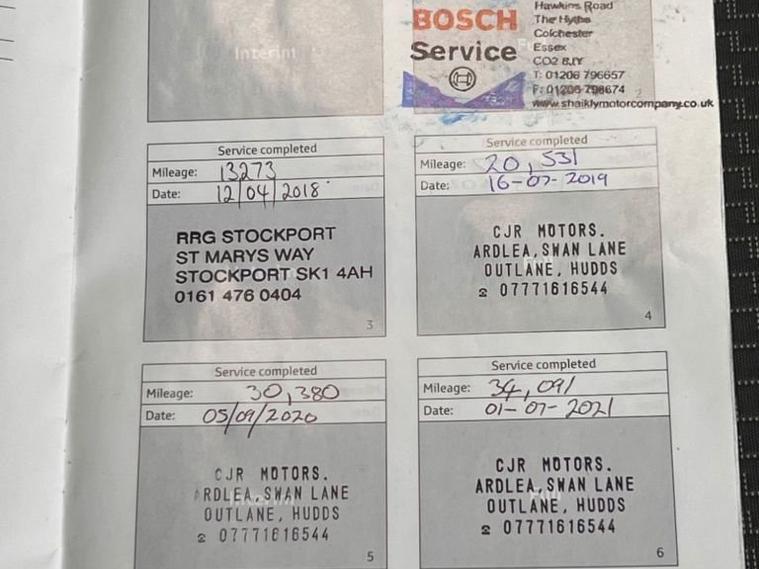 Interim
BOSCH
Service
Hawkins Road
The Hythe
Colchester
Essex
CO2 8JY
T: 01206 796657
F: 01206 798674
www.shaiklymotorcompany.co.uk
2
Service completed
Mileage: 13273
Date: 12/04/2018
RRG STOCKPORT
ST MARYS WAY
STOCKPORT SK1 4AH
0161 476 0404
3
Service completed
Mileage: 20,531
Date: 16-07-2019
CJR MOTORS.
ARDLEA, SWAN LANE
OUTLANE, HUDDS
☎ 07771616544
4
Service completed
Mileage: 30,380
Date: 05/09/2020
CJR MOTORS.
ARDLEA, SWAN LANE
OUTLANE, HUDDS
☎ 07771616544
5
Service completed
Mileage: 34,091
Date: 01-07-2021
CJR MOTORS.
ARDLEA, SWAN LANE
OUTLANE, HUDDS
☎ 07771616544
6